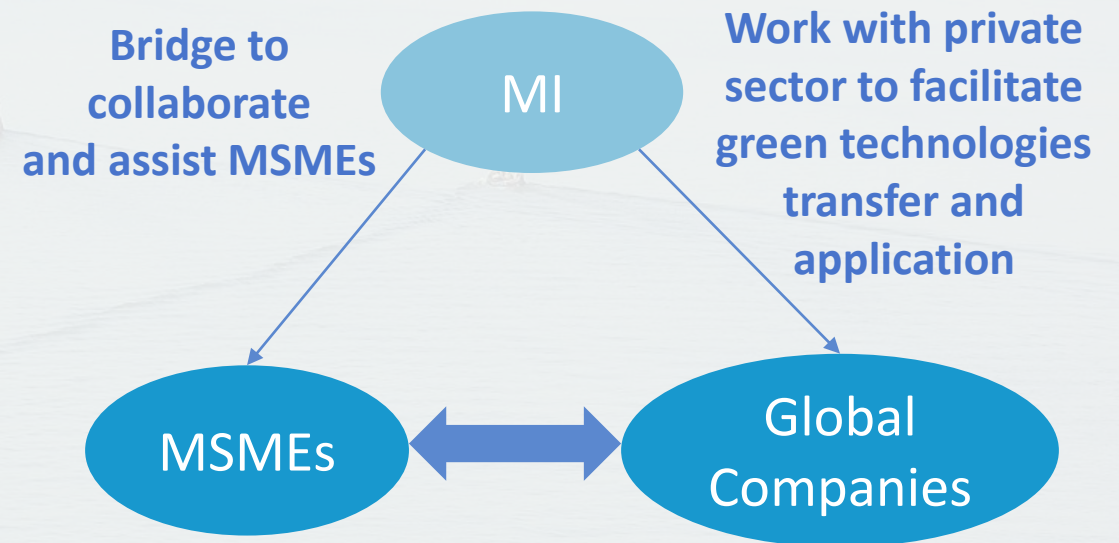 Bridge to
collaborate
and assist MSMEs
MI
Work with private
sector to facilitate
green technologies
transfer and
application
MSMEs
Global
Companies